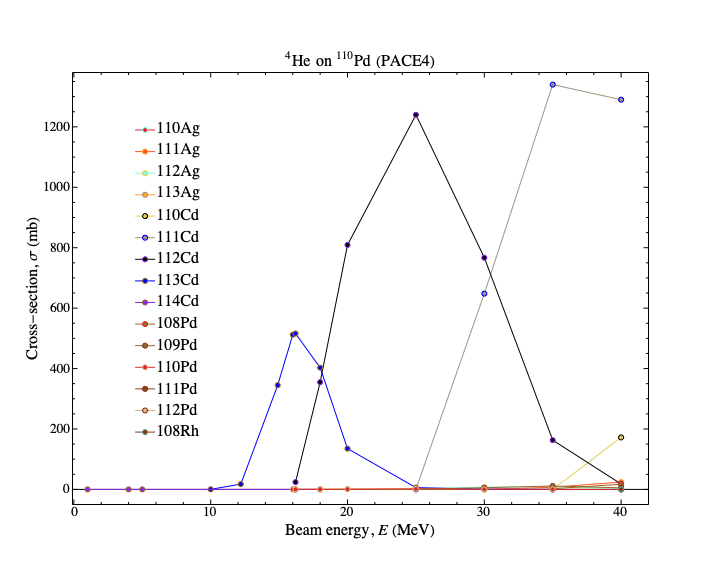 ⁴He on ¹¹⁰Pd (PACE4)
Cross−section, σ (mb)
1200
1000
800
600
400
200
0
110Ag
111Ag
112Ag
113Ag
110Cd
111Cd
112Cd
113Cd
114Cd
108Pd
109Pd
110Pd
111Pd
112Pd
108Rh
0 10 20 30 40
Beam energy, E (MeV)